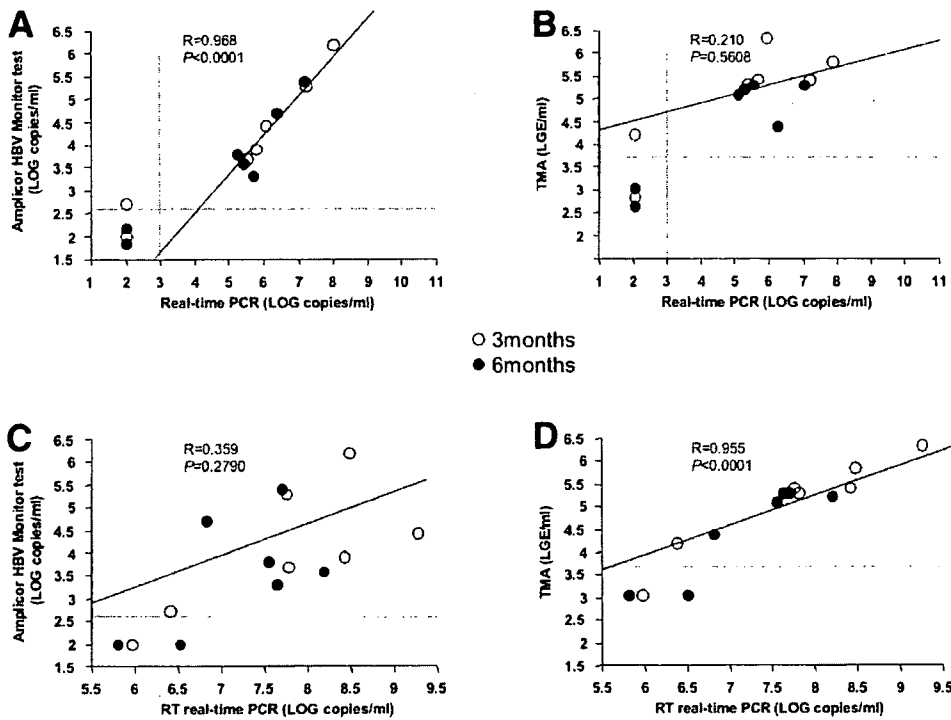 A
R=0.968
P<0.0001
Amplicor HBV Monitor test
(LOG copies/ml)
6.5
6
5.5
5
4.5
4
3.5
3
2.5
2
1.5
1 2 3 4 5 6 7 8 9 10 11
Real-time PCR (LOG copies/ml)
B
R=0.210
P=0.5608
TMA (LGE/ml)
6.5
6
5.5
5
4.5
4
3.5
3
2.5
2
1 2 3 4 5 6 7 8 9 10 11
Real-time PCR (LOG copies/ml)
3months
6months
C
R=0.359
P=0.2790
Amplicor HBV Monitor test
(LOG copies/ml)
6.5
6
5.5
5
4.5
4
3.5
3
2.5
2
1.5
5.5 6 6.5 7 7.5 8 8.5 9 9.5
RT real-time PCR (LOG copies/ml)
D
R=0.955
P<0.0001
TMA (LGE/ml)
6.5
6
5.5
5
4.5
4
3.5
3
2.5
2
1.5
5.5 6 6.5 7 7.5 8 8.5 9 9.5
RT real-time PCR (LOG copies/ml)